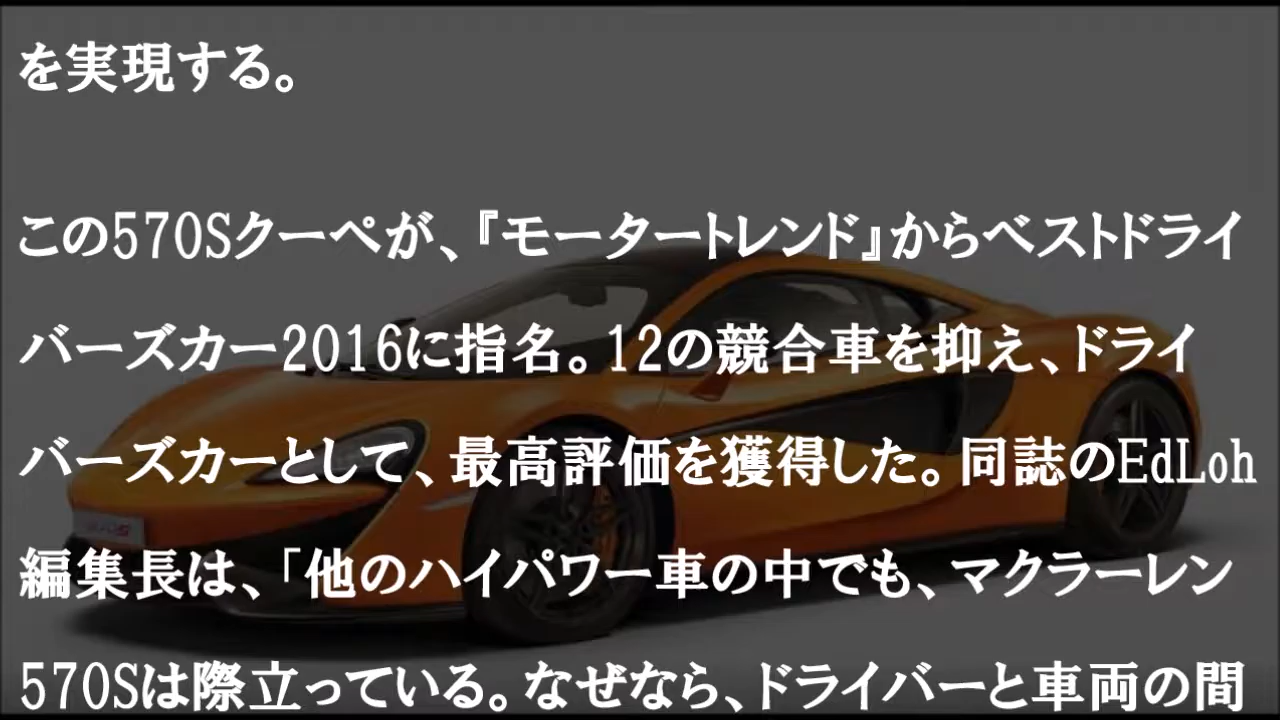 を実現する。
この570Sクーペが、『モータートレンド』からベストドライ
バーズカー2016に指名。12の競合車を抑え、ドライ
バーズカーとして、最高評価を獲得した。同誌のEdLoh
編集長は、「他のハイパワー車の中でも、マクラーレン
570Sは際立っている。なぜなら、ドライバーと車両の間
570S